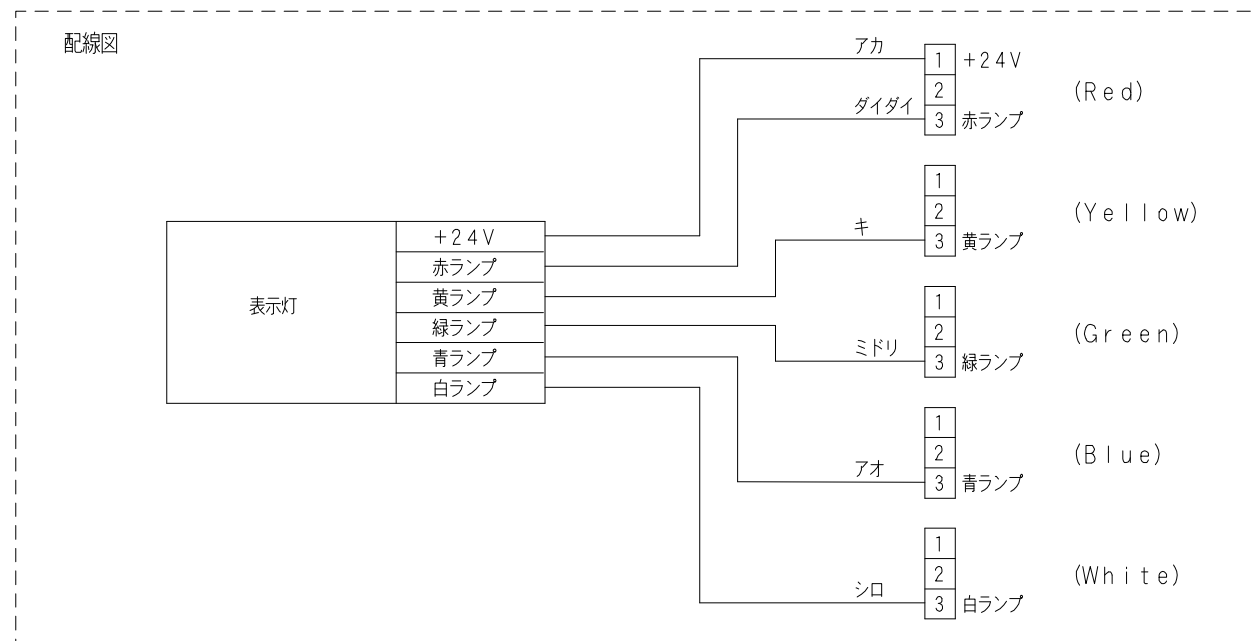 配線図
アカ
1 +24V
2
ダイダイ
3 赤ランプ
(Red)
1
2
キ
3 黄ランプ
(Yellow)
表示灯
+24V
赤ランプ
黄ランプ
緑ランプ
青ランプ
白ランプ
1
2
ミドリ
3 緑ランプ
(Green)
1
2
アオ
3 青ランプ
(Blue)
1
2
シロ
3 白ランプ
(White)